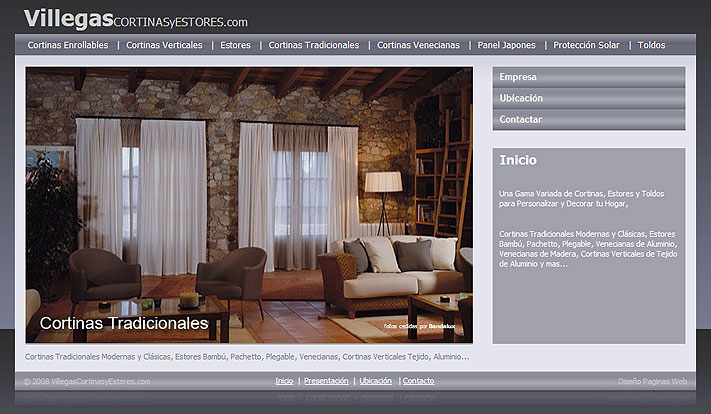 VillegasCORTINASyESTORES.com
Cortinas Enrollables | Cortinas Verticales | Estores | Cortinas Tradicionales | Cortinas Venecianas | Panel Japones | Protección Solar | Toldos
Empresa
Ubicación
Contactar
Inicio
Una Gama Variada de Cortinas, Estores y Toldos
para Personalizar y Decorar tu Hogar,
Cortinas Tradicionales Modernas y Clásicas, Estores
Bambú, Pachetto, Plegable, Venecianas de Aluminio,
Venecianas de Madera, Cortinas Verticales de Tejido
de Aluminio y mas...
Cortinas Tradicionales
fotos cedidas por Bandalux
Cortinas Tradicionales Modernas y Clásicas, Estores Bambú, Pachetto, Plegable, Venecianas, Cortinas Verticales Tejido, Aluminio...
© 2008 VillegasCortinasyEstores.com
Inicio | Presentación | Ubicación | Contacto
Diseño Paginas Web